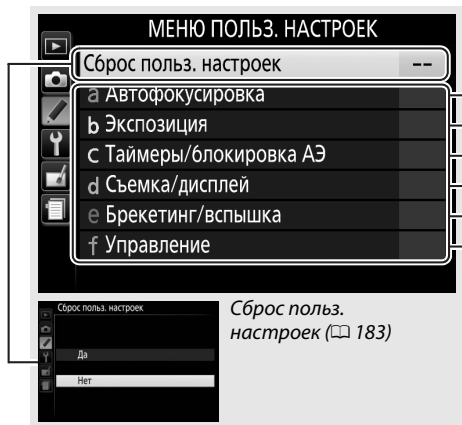 МЕНЮ ПОЛЬЗ. НАСТРОЕК
Сброс польз. настроек --
a Автофокусировка
b Экспозиция
c Таймеры/блокировка АЭ
d Съемка/дисплей
e Брекетинг/вспышка
f Управление
Сброс польз. настроек
Да
Нет
Сброс польз.
настроек (📖 183)